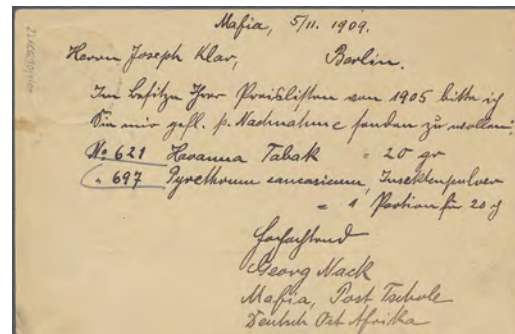 Mafia, 5/11. 1909.
Herrn Joseph Klar,
Berlin.
Im Besitze Ihrer Preislisten von 1905 bitte ich
Sie mir gefl. p. Nachnahme senden zu wollen:
No 621 Havanna Tabak = 20 gr
" 697 Pyrethrum caucasicum, Insektenpulver
= 1 Portion für 20 
Hochachtend
Georg Nack
Mafia, Post Tschole
Deutsch Ost Afrika